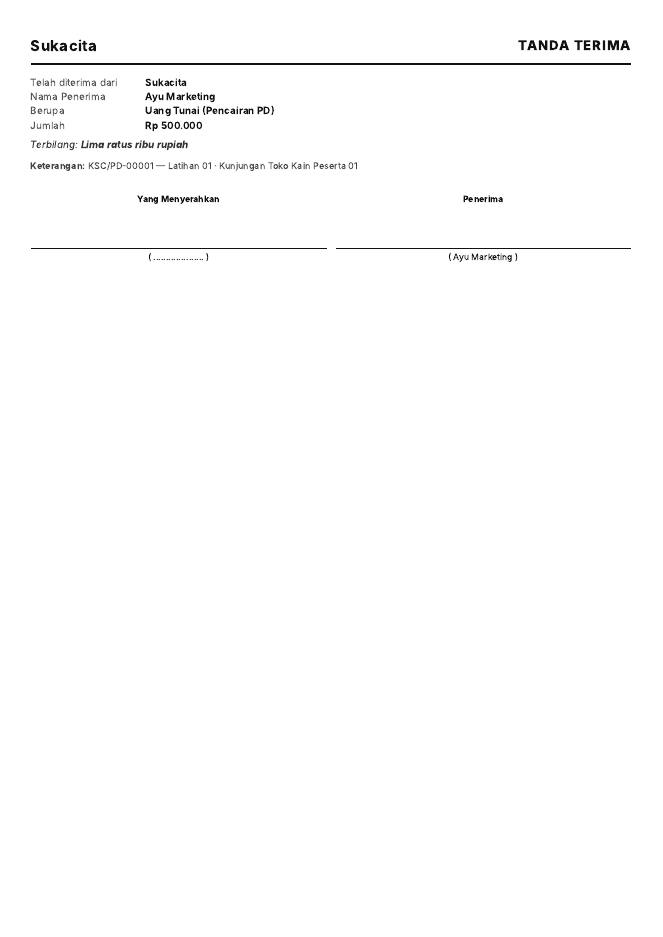 Sukacita
TANDA TERIMA
Telah diterima dari Sukacita
Nama Penerima Ayu Marketing
Berupa Uang Tunai (Pencairan PD)
Jumlah Rp 500.000
Terbilang: Lima ratus ribu rupiah
Keterangan: KSC/PD-00001 — Latihan 01 · Kunjungan Toko Kain Peserta 01
Yang Menyerahkan
Penerima
( .................... )
( Ayu Marketing )